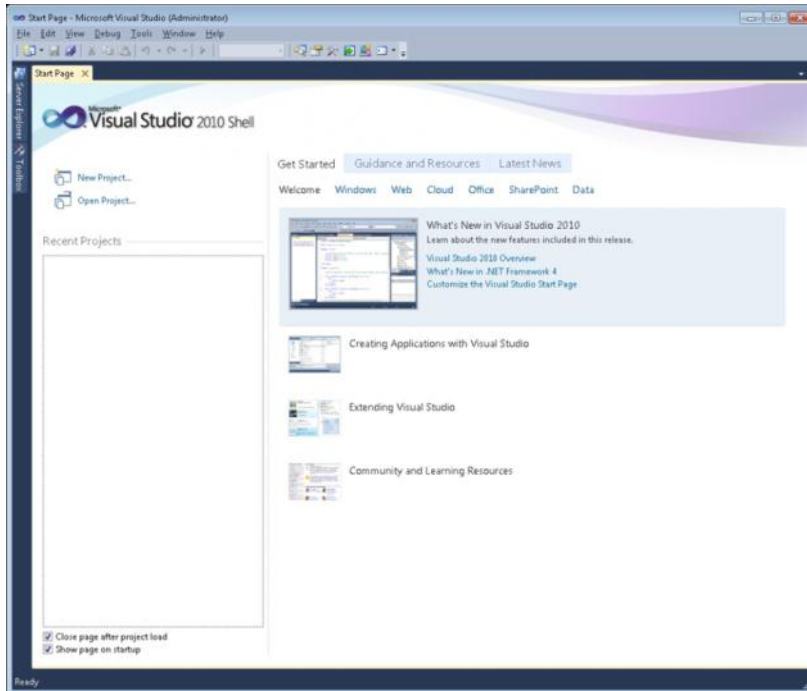 Start Page - Microsoft Visual Studio (Administrator)
File Edit View Debug Tools Window Help
Server Explorer
Toolbox
Start Page
Microsoft
Visual Studio 2010 Shell
New Project...
Open Project...
Recent Projects
Close page after project load
Show page on startup
Get Started Guidance and Resources Latest News
Welcome Windows Web Cloud Office SharePoint Data
What's New in Visual Studio 2010
Learn about the new features included in this release.
Visual Studio 2010 Overview
What's New in .NET Framework 4
Customize the Visual Studio Start Page
Creating Applications with Visual Studio
Extending Visual Studio
Community and Learning Resources
Ready